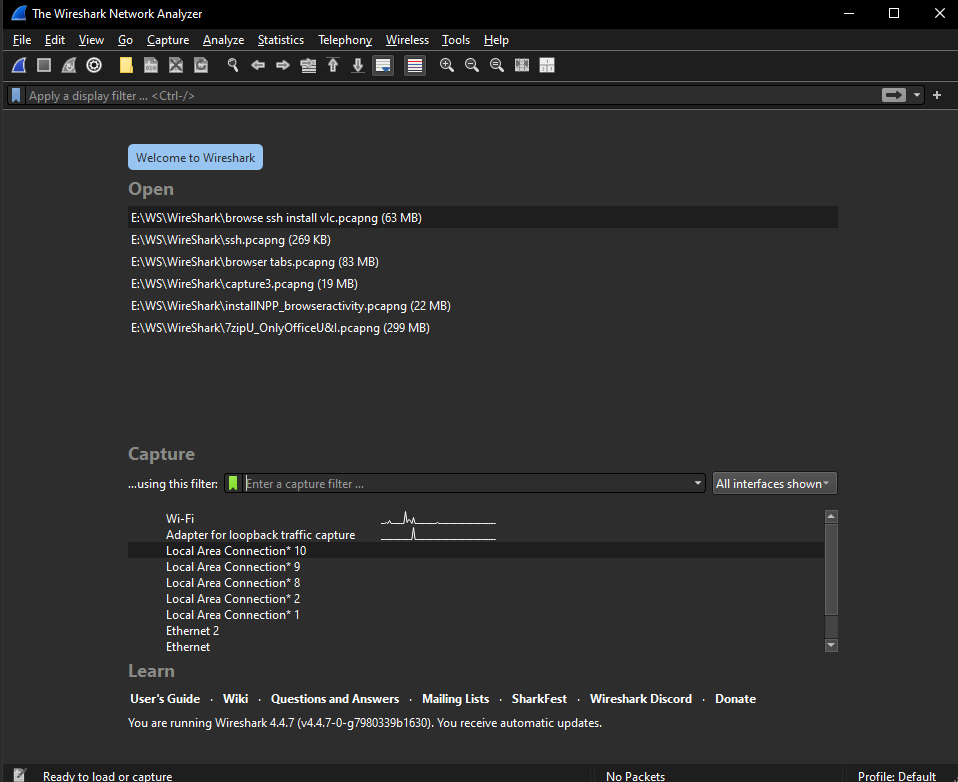 The Wireshark Network Analyzer
File Edit View Go Capture Analyze Statistics Telephony Wireless Tools Help
Apply a display filter ... <Ctrl-/>
Welcome to Wireshark
Open
E:\WS\WireShark\browse ssh install vlc.pcapng (63 MB)
E:\WS\WireShark\ssh.pcapng (269 KB)
E:\WS\WireShark\browser tabs.pcapng (83 MB)
E:\WS\WireShark\capture3.pcapng (19 MB)
E:\WS\WireShark\installNPP_browseractivity.pcapng (22 MB)
E:\WS\WireShark\7zipU_OnlyOfficeU&I.pcapng (299 MB)
Capture
...using this filter: Enter a capture filter ... All interfaces shown
Wi-Fi
Adapter for loopback traffic capture
Local Area Connection* 10
Local Area Connection* 9
Local Area Connection* 8
Local Area Connection* 2
Local Area Connection* 1
Ethernet 2
Ethernet
Learn
User's Guide · Wiki · Questions and Answers · Mailing Lists · SharkFest · Wireshark Discord · Donate
You are running Wireshark 4.4.7 (v4.4.7-0-g7980339b1630). You receive automatic updates.
Ready to load or capture No Packets Profile: Default